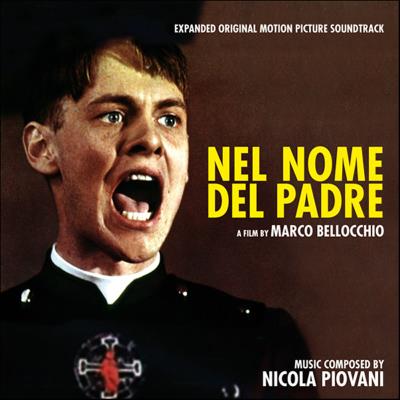 EXPANDED ORIGINAL MOTION PICTURE SOUNDTRACK
NEL NOME
DEL PADRE
A FILM BY MARCO BELLOCCHIO
MUSIC COMPOSED BY
NICOLA PIOVANI